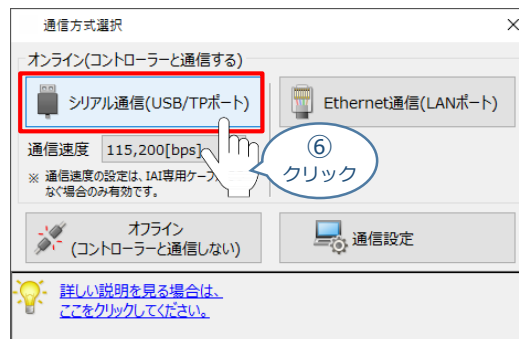 通信方式選択
オンライン(コントローラーと通信する)
シリアル通信(USB/TPポート)
Ethernet通信(LANポート)
通信速度 115,200[bps]
⑥
クリック
※ 通信速度の設定は、IAI専用ケーブル
なぐ場合のみ有効です。
オフライン
(コントローラーと通信しない)
通信設定
詳しい説明を見る場合は、
ここをクリックしてください。